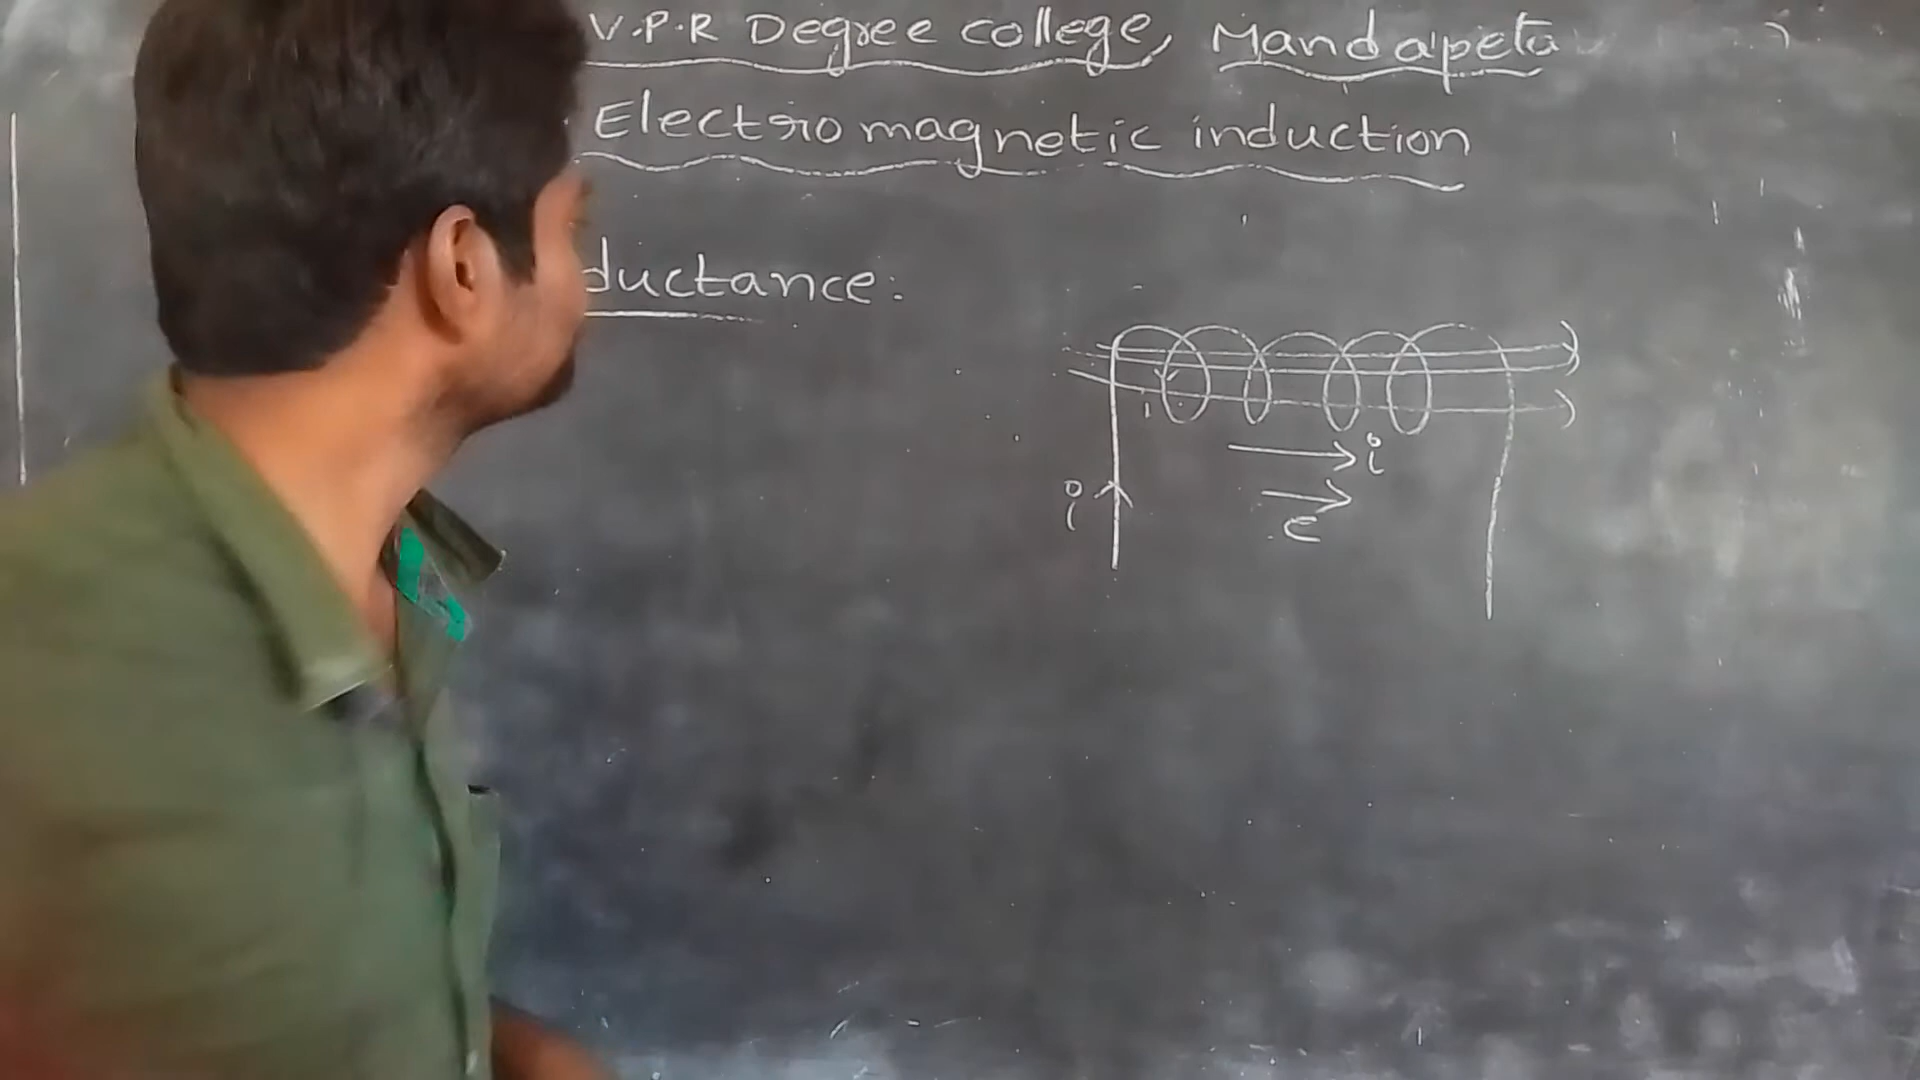 V.P.R Degree college, Mandapeta
Electromagnetic induction
ductance:
i
i
e